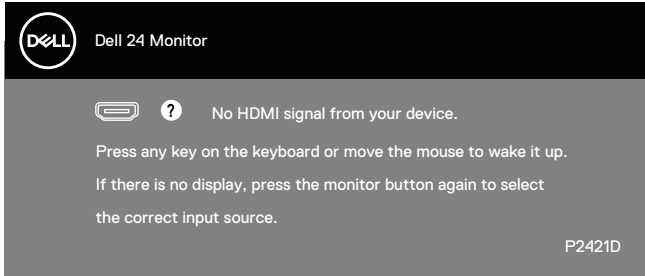 DELL
Dell 24 Monitor
? No HDMI signal from your device.
Press any key on the keyboard or move the mouse to wake it up.
If there is no display, press the monitor button again to select
the correct input source.
P2421D